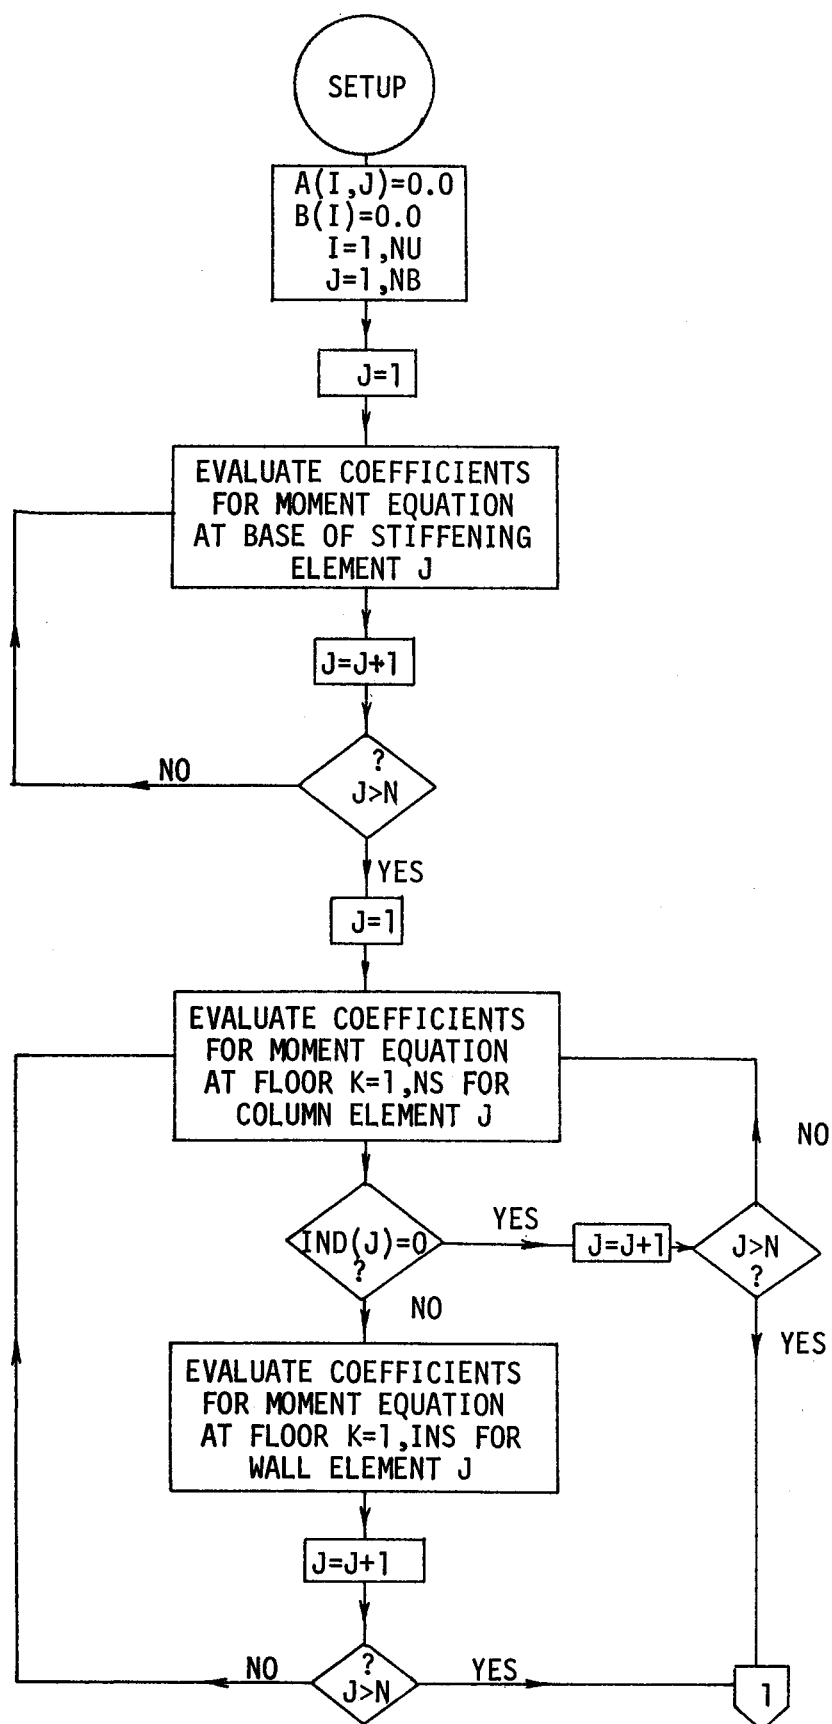 SETUP
A(I,J)=0.0
B(I)=0.0
I=1,NU
J=1,NB
J=1
EVALUATE COEFFICIENTS
FOR MOMENT EQUATION
AT BASE OF STIFFENING
ELEMENT J
J=J+1
?
J>N
NO
YES
J=1
EVALUATE COEFFICIENTS
FOR MOMENT EQUATION
AT FLOOR K=1,NS FOR
COLUMN ELEMENT J
IND(J)=0
?
YES
J=J+1
J>N
?
NO
YES
NO
EVALUATE COEFFICIENTS
FOR MOMENT EQUATION
AT FLOOR K=1,INS FOR
WALL ELEMENT J
J=J+1
?
J>N
NO
YES
1